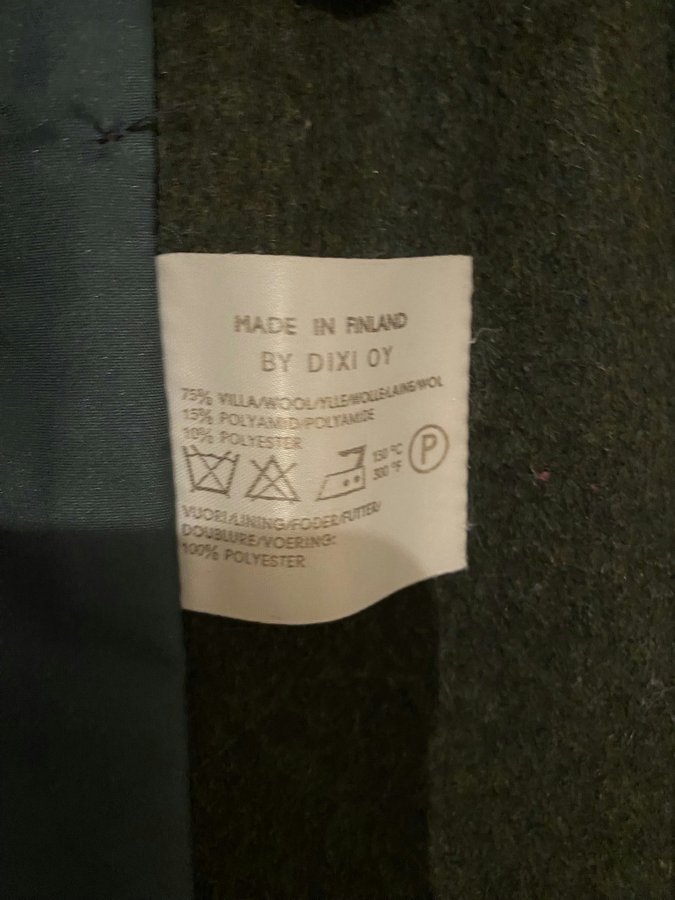 MADE IN FINLAND
BY DIXI OY
75% VILLA/WOOL/YLLE/WOLLE/LAINE/WOL
15% POLYAMID/POLYAMIDE
10% POLYESTER
150 °C
300 °F
P
VUORI/LINING/FODER/FUTTER/
DOUBLURE/VOERING:
100% POLYESTER